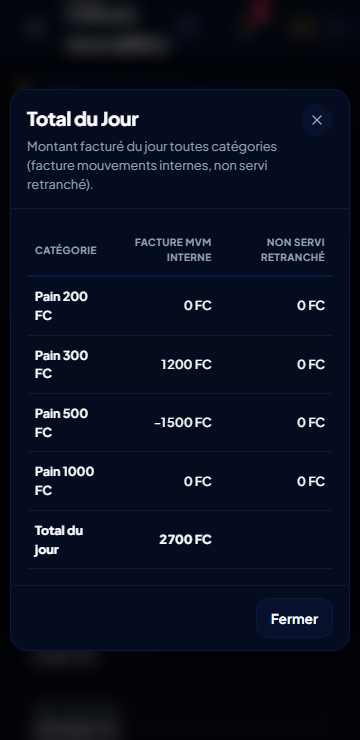 Total du Jour
Montant facturé du jour toutes catégories
(facture mouvements internes, non servi
retranché).
CATÉGORIE
FACTURE MVM
INTERNE
NON SERVI
RETRANCHÉ
Pain 200
FC
0 FC
0 FC
Pain 300
FC
1200 FC
0 FC
Pain 500
FC
-1500 FC
0 FC
Pain 1000
FC
0 FC
0 FC
Total du
jour
2700 FC
Fermer